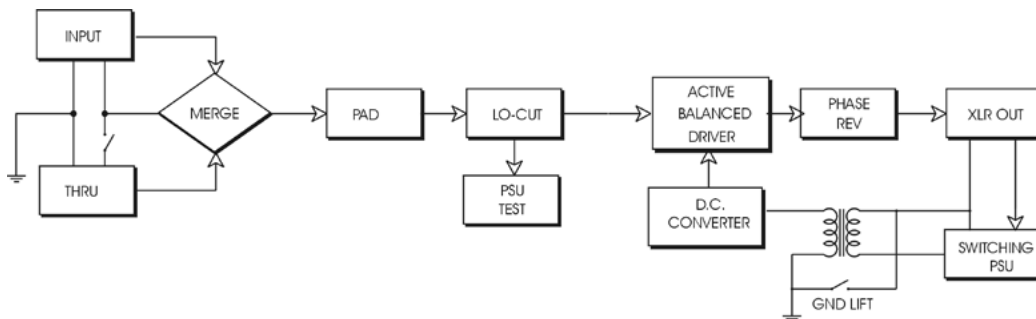 INPUT
MERGE
THRU
PAD
LO-CUT
PSU
TEST
ACTIVE
BALANCED
DRIVER
D.C.
CONVERTER
PHASE
REV
XLR OUT
SWITCHING
PSU
GND LIFT